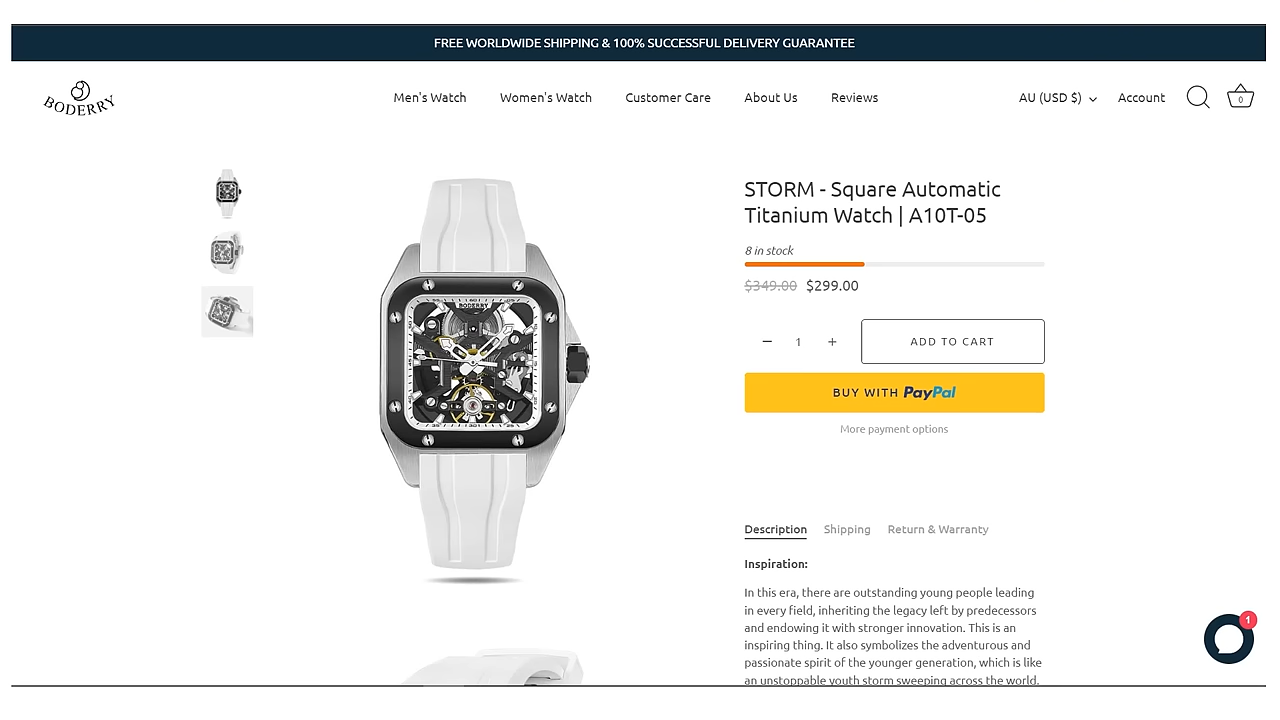 FREE WORLDWIDE SHIPPING & 100% SUCCESSFUL DELIVERY GUARANTEE
BODERRY
Men's Watch
Women's Watch
Customer Care
About Us
Reviews
AU (USD $)
Account
0
STORM - Square Automatic
Titanium Watch | A10T-05
8 in stock
$349.00 $299.00
1
ADD TO CART
BUY WITH PayPal
More payment options
BODERRY
Description
Shipping
Return & Warranty
Inspiration:
In this era, there are outstanding young people leading
in every field, inheriting the legacy left by predecessors
and endowing it with stronger innovation. This is an
inspiring thing. It also symbolizes the adventurous and
passionate spirit of the younger generation, which is like
an unstoppable youth storm sweeping across the world.
1